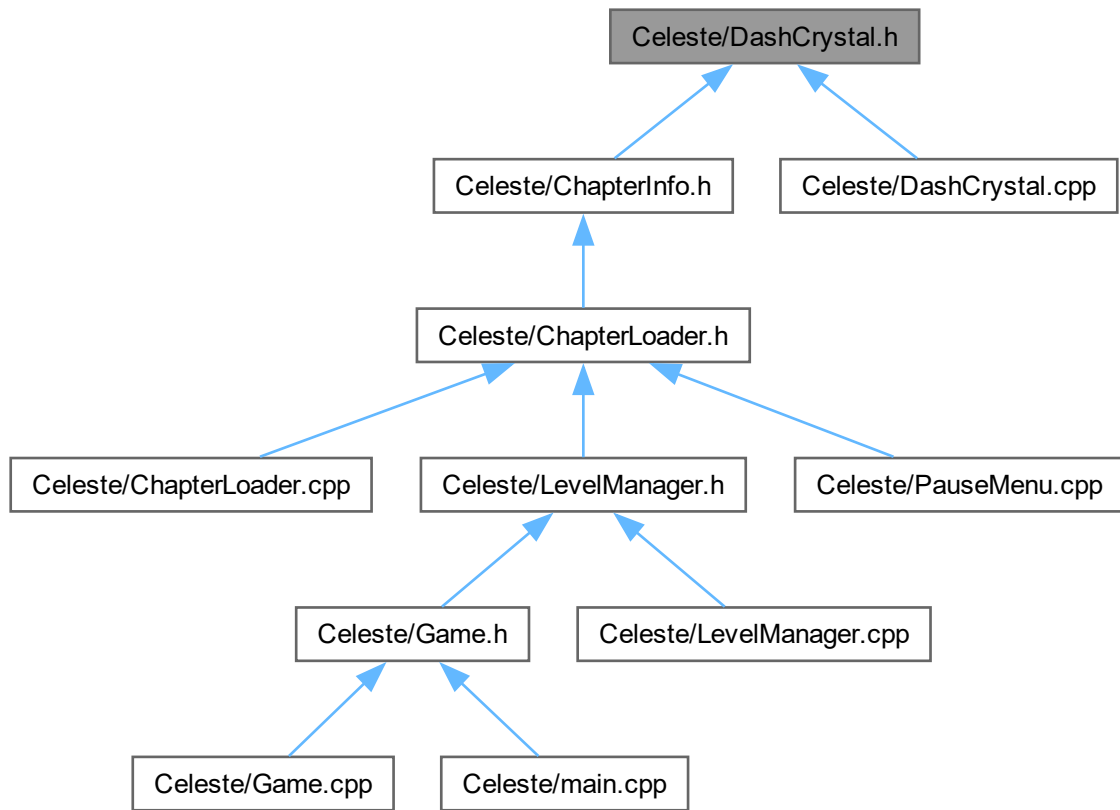 Celeste/DashCrystal.h
Celeste/ChapterInfo.h
Celeste/DashCrystal.cpp
Celeste/ChapterLoader.h
Celeste/ChapterLoader.cpp
Celeste/LevelManager.h
Celeste/PauseMenu.cpp
Celeste/Game.h
Celeste/LevelManager.cpp
Celeste/Game.cpp
Celeste/main.cpp